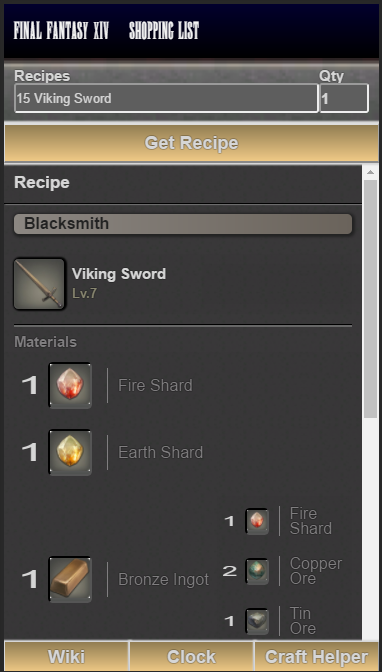 FINAL FANTASY XIV SHOPPING LIST
Recipes Qty
15 Viking Sword 1
Get Recipe
Recipe
Blacksmith
Viking Sword
Lv.7
Materials
1 Fire Shard
1 Earth Shard
1 Bronze Ingot
1 Fire
Shard
2 Copper
Ore
1 Tin
Ore
Wiki Clock Craft Helper